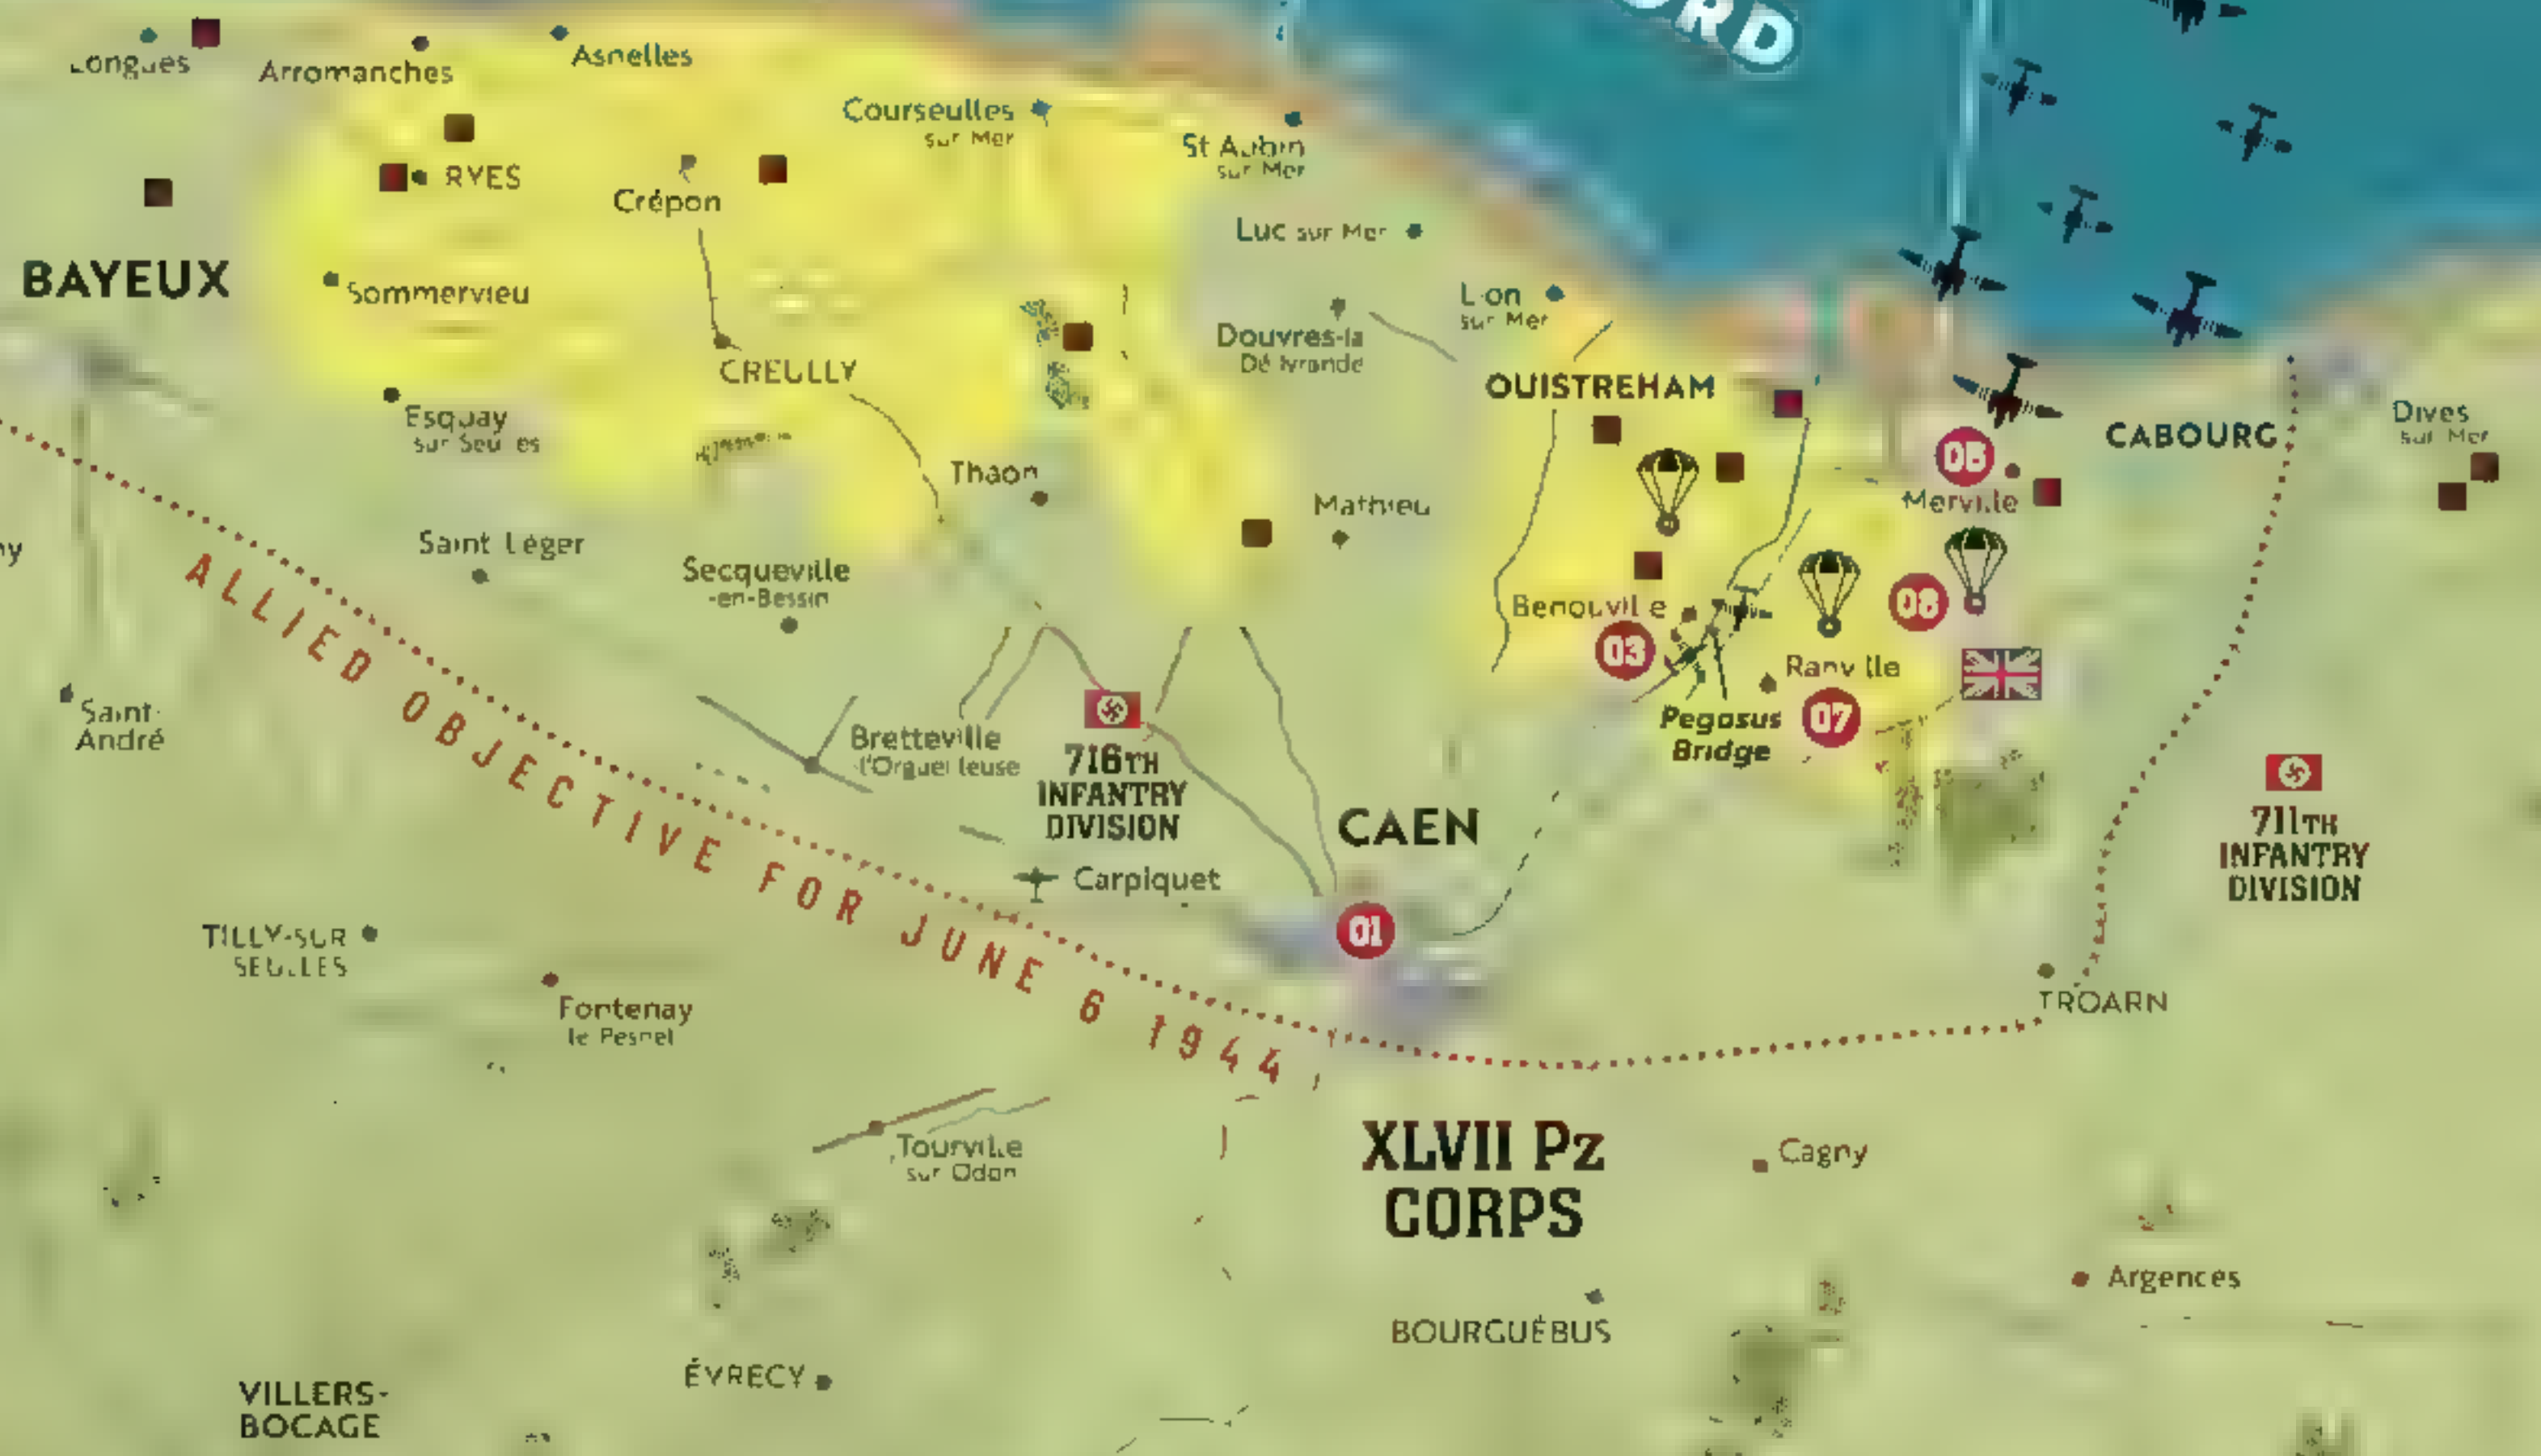 ORD
Longues
Arromanches
Asnelles
Courseulles
sur Mer
St Aubin
sur Mer
RYES
Crépon
Luc sur Mer
BAYEUX
Sommervieu
Lion
sur Mer
Douvres-la
Délivrande
CREULLY
OUISTREHAM
Esquay
sur Seulles
CABOURG
Dives
sur Mer
Thaon
Mathieu
Merville
Saint Léger
Secqueville
-en-Bessin
08
Benouville
03
Ranville
07
Pegasus
Bridge
Saint-
André
Bretteville
l'Orgueilleuse
716TH
INFANTRY
DIVISION
711TH
INFANTRY
DIVISION
CAEN
Carpiquet
01
ALLIED OBJECTIVE FOR JUNE 6 1944
TILLY-SUR
SEULLES
Fontenay
le Pesnel
TROARN
Tourville
sur Odon
XLVII Pz
CORPS
Cagny
Argences
BOURGUÉBUS
ÉVRECY
VILLERS-
BOCAGE